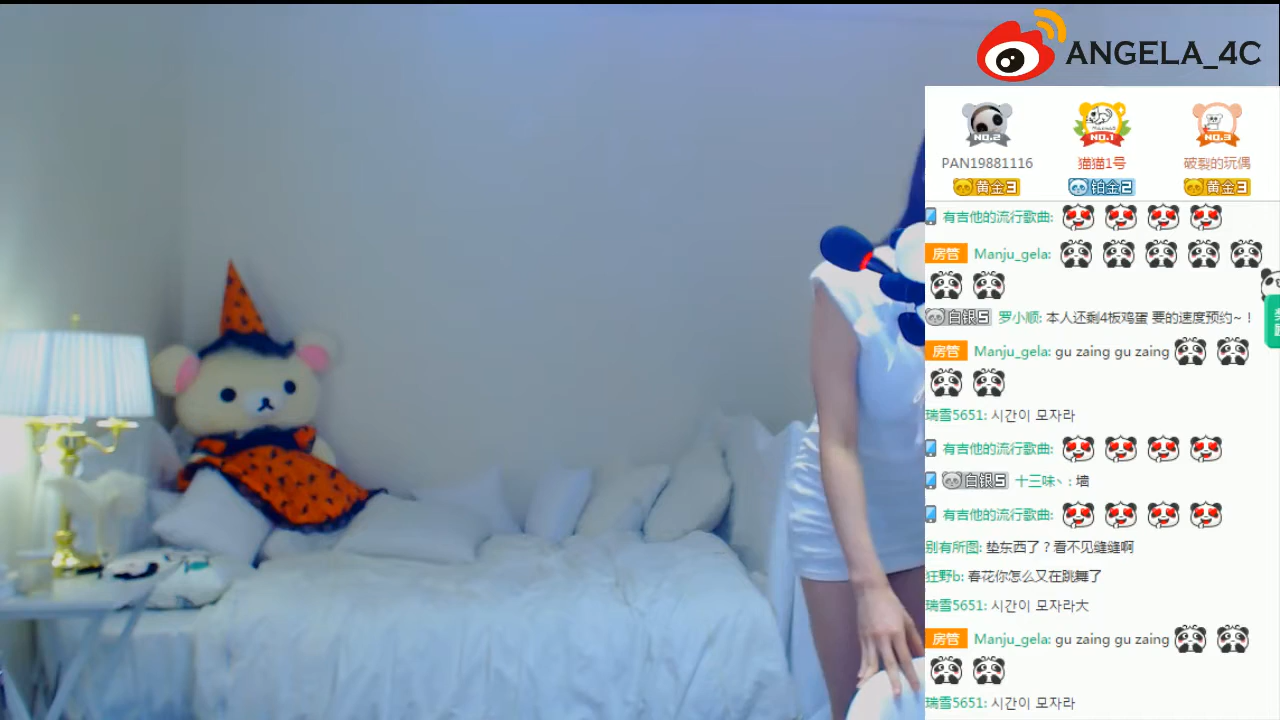 ANGELA_4C
NO.2 NO.1 NO.3
PAN19881116 猫猫1号 破裂的玩偶
黄金3 铂金2 黄金3
有吉他的流行歌曲:
房管 Manju_gela:
白银5 罗小顺: 本人还剩4板鸡蛋 要的速度预约~！
房管 Manju_gela: gu zaing gu zaing
瑞雪5651: 시간이 모자라
有吉他的流行歌曲:
白银5 十三味丶: 墙
有吉他的流行歌曲:
别有所图: 垫东西了？看不见缝缝啊
狂野b: 春花你怎么又在跳舞了
瑞雪5651: 시간이 모자라大
房管 Manju_gela: gu zaing gu zaing
瑞雪5651: 시간이 모자라